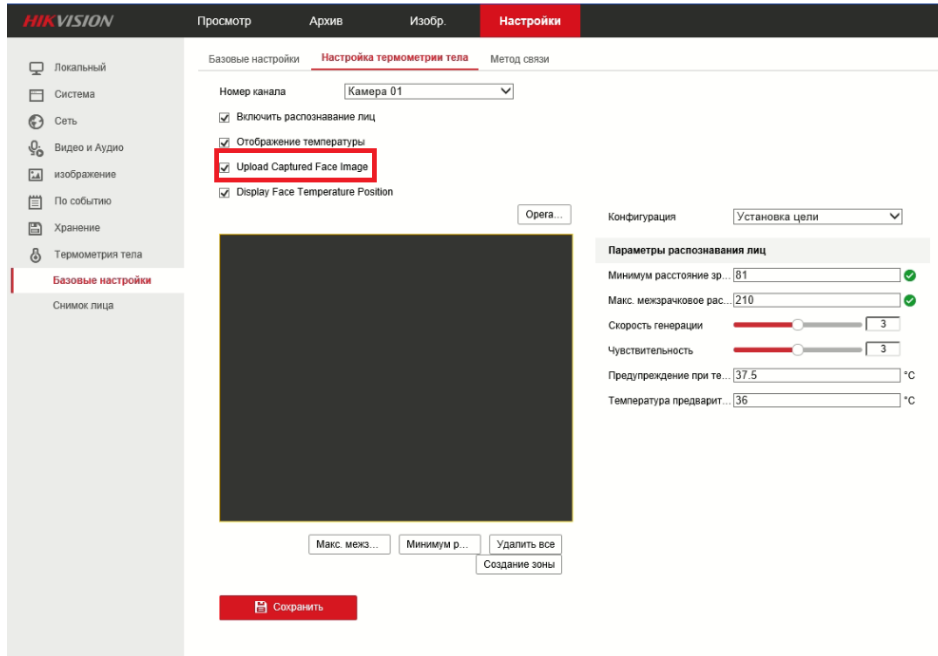 HIKVISION
Просмотр Архив Изобр. Настройки
Локальный
Система
Сеть
Видео и Аудио
изображение
По событию
Хранение
Термометрия тела
Базовые настройки
Снимок лица
Базовые настройки Настройка термометрии тела Метод связи
Номер канала Камера 01
Включить распознавание лиц
Отображение температуры
Upload Captured Face Image
Display Face Temperature Position
Opera...
Макс. межз... Минимум р... Удалить все
Создание зоны
Сохранить
Конфигурация Установка цели
Параметры распознавания лиц
Минимум расстояние зр... 81
Макс. межзрачковое рас... 210
Скорость генерации 3
Чувствительность 3
Предупреждение при те... 37.5 °C
Температура предварит... 36 °C